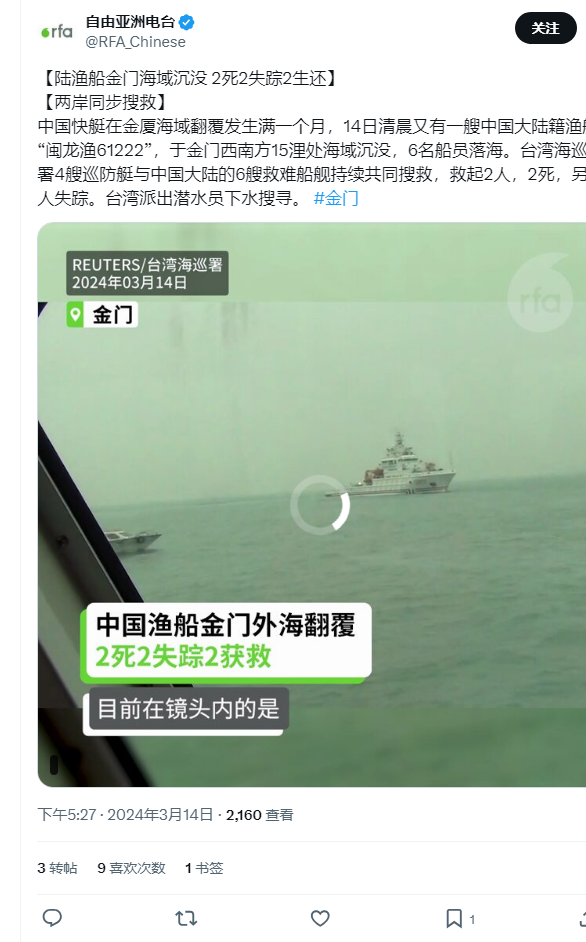 rfa
自由亚洲电台
@RFA_Chinese
关注
【陆渔船金门海域沉没 2死2失踪2生还】
【两岸同步搜救】
中国快艇在金厦海域翻覆发生满一个月，14日清晨又有一艘中国大陆籍渔
“闽龙渔61222”，于金门西南方15浬处海域沉没，6名船员落海。台湾海巡
署4艘巡防艇与中国大陆的6艘救难船舰持续共同搜救，救起2人，2死，另
人失踪。台湾派出潜水员下水搜寻。 #金门
REUTERS/台湾海巡署
2024年03月14日
rfa
金门
中国渔船金门外海翻覆
2死2失踪2获救
目前在镜头内的是
下午5:27 · 2024年3月14日 · 2,160 查看
3 转帖 9 喜欢次数 1 书签
1